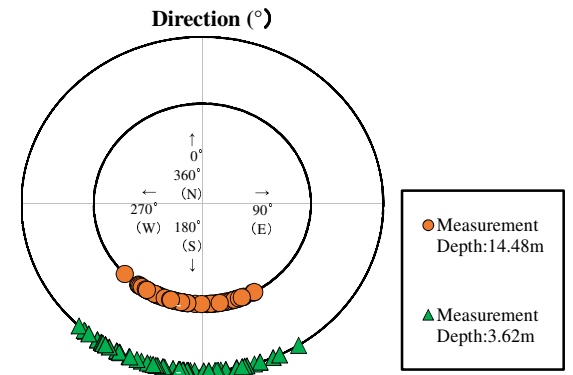 Direction (°)
↑
0°
360°
(N)
← →
270° 90°
(W) (E)
180°
(S)
↓
Measurement
Depth:14.48m
Measurement
Depth:3.62m